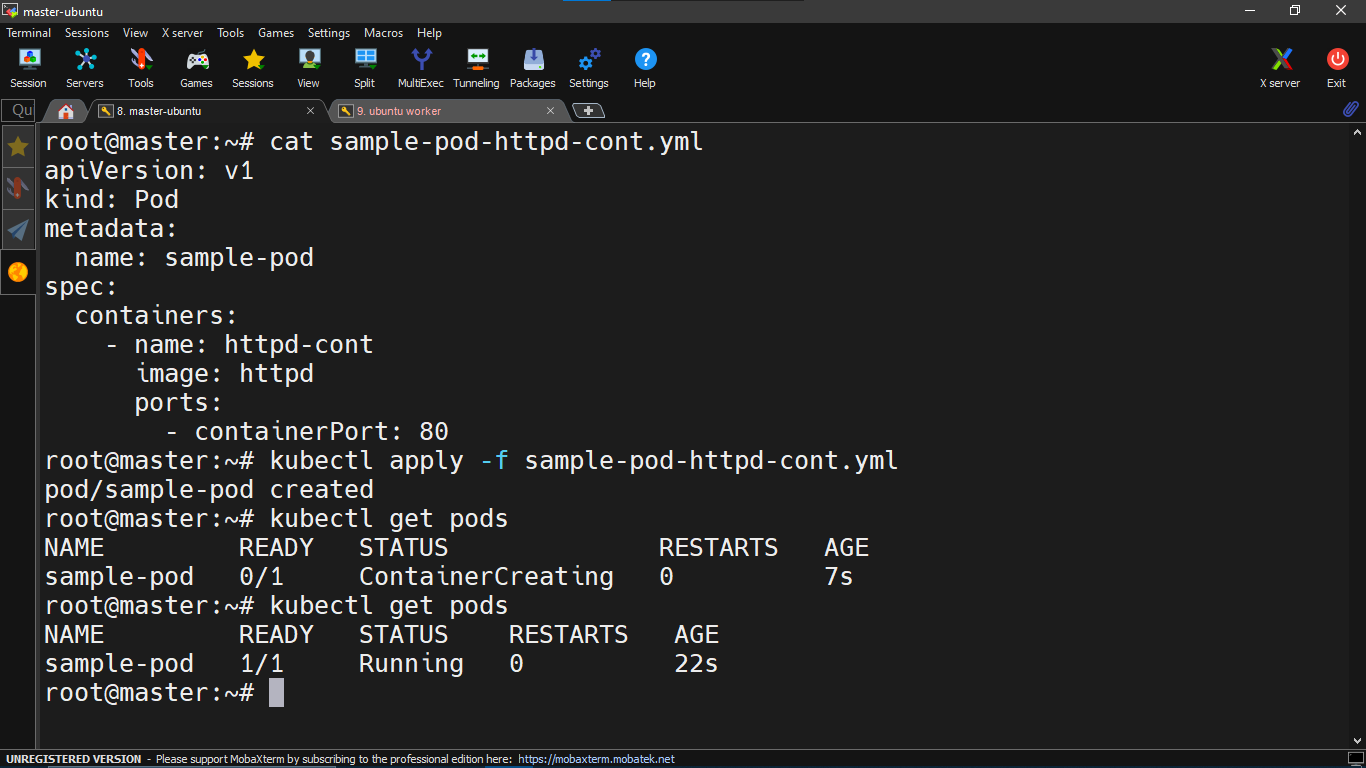 master-ubuntu
Terminal Sessions View X server Tools Games Settings Macros Help
Session Servers Tools Games Sessions View Split MultiExec Tunneling Packages Settings Help X server Exit
Qu 8. master-ubuntu 9. ubuntu worker
root@master:~# cat sample-pod-httpd-cont.yml
apiVersion: v1
kind: Pod
metadata:
  name: sample-pod
spec:
  containers:
    - name: httpd-cont
      image: httpd
      ports:
        - containerPort: 80
root@master:~# kubectl apply -f sample-pod-httpd-cont.yml
pod/sample-pod created
root@master:~# kubectl get pods
NAME         READY   STATUS              RESTARTS   AGE
sample-pod   0/1     ContainerCreating   0          7s
root@master:~# kubectl get pods
NAME         READY   STATUS    RESTARTS   AGE
sample-pod   1/1     Running   0          22s
root@master:~#
UNREGISTERED VERSION - Please support MobaXterm by subscribing to the professional edition here: https://mobaxterm.mobatek.net